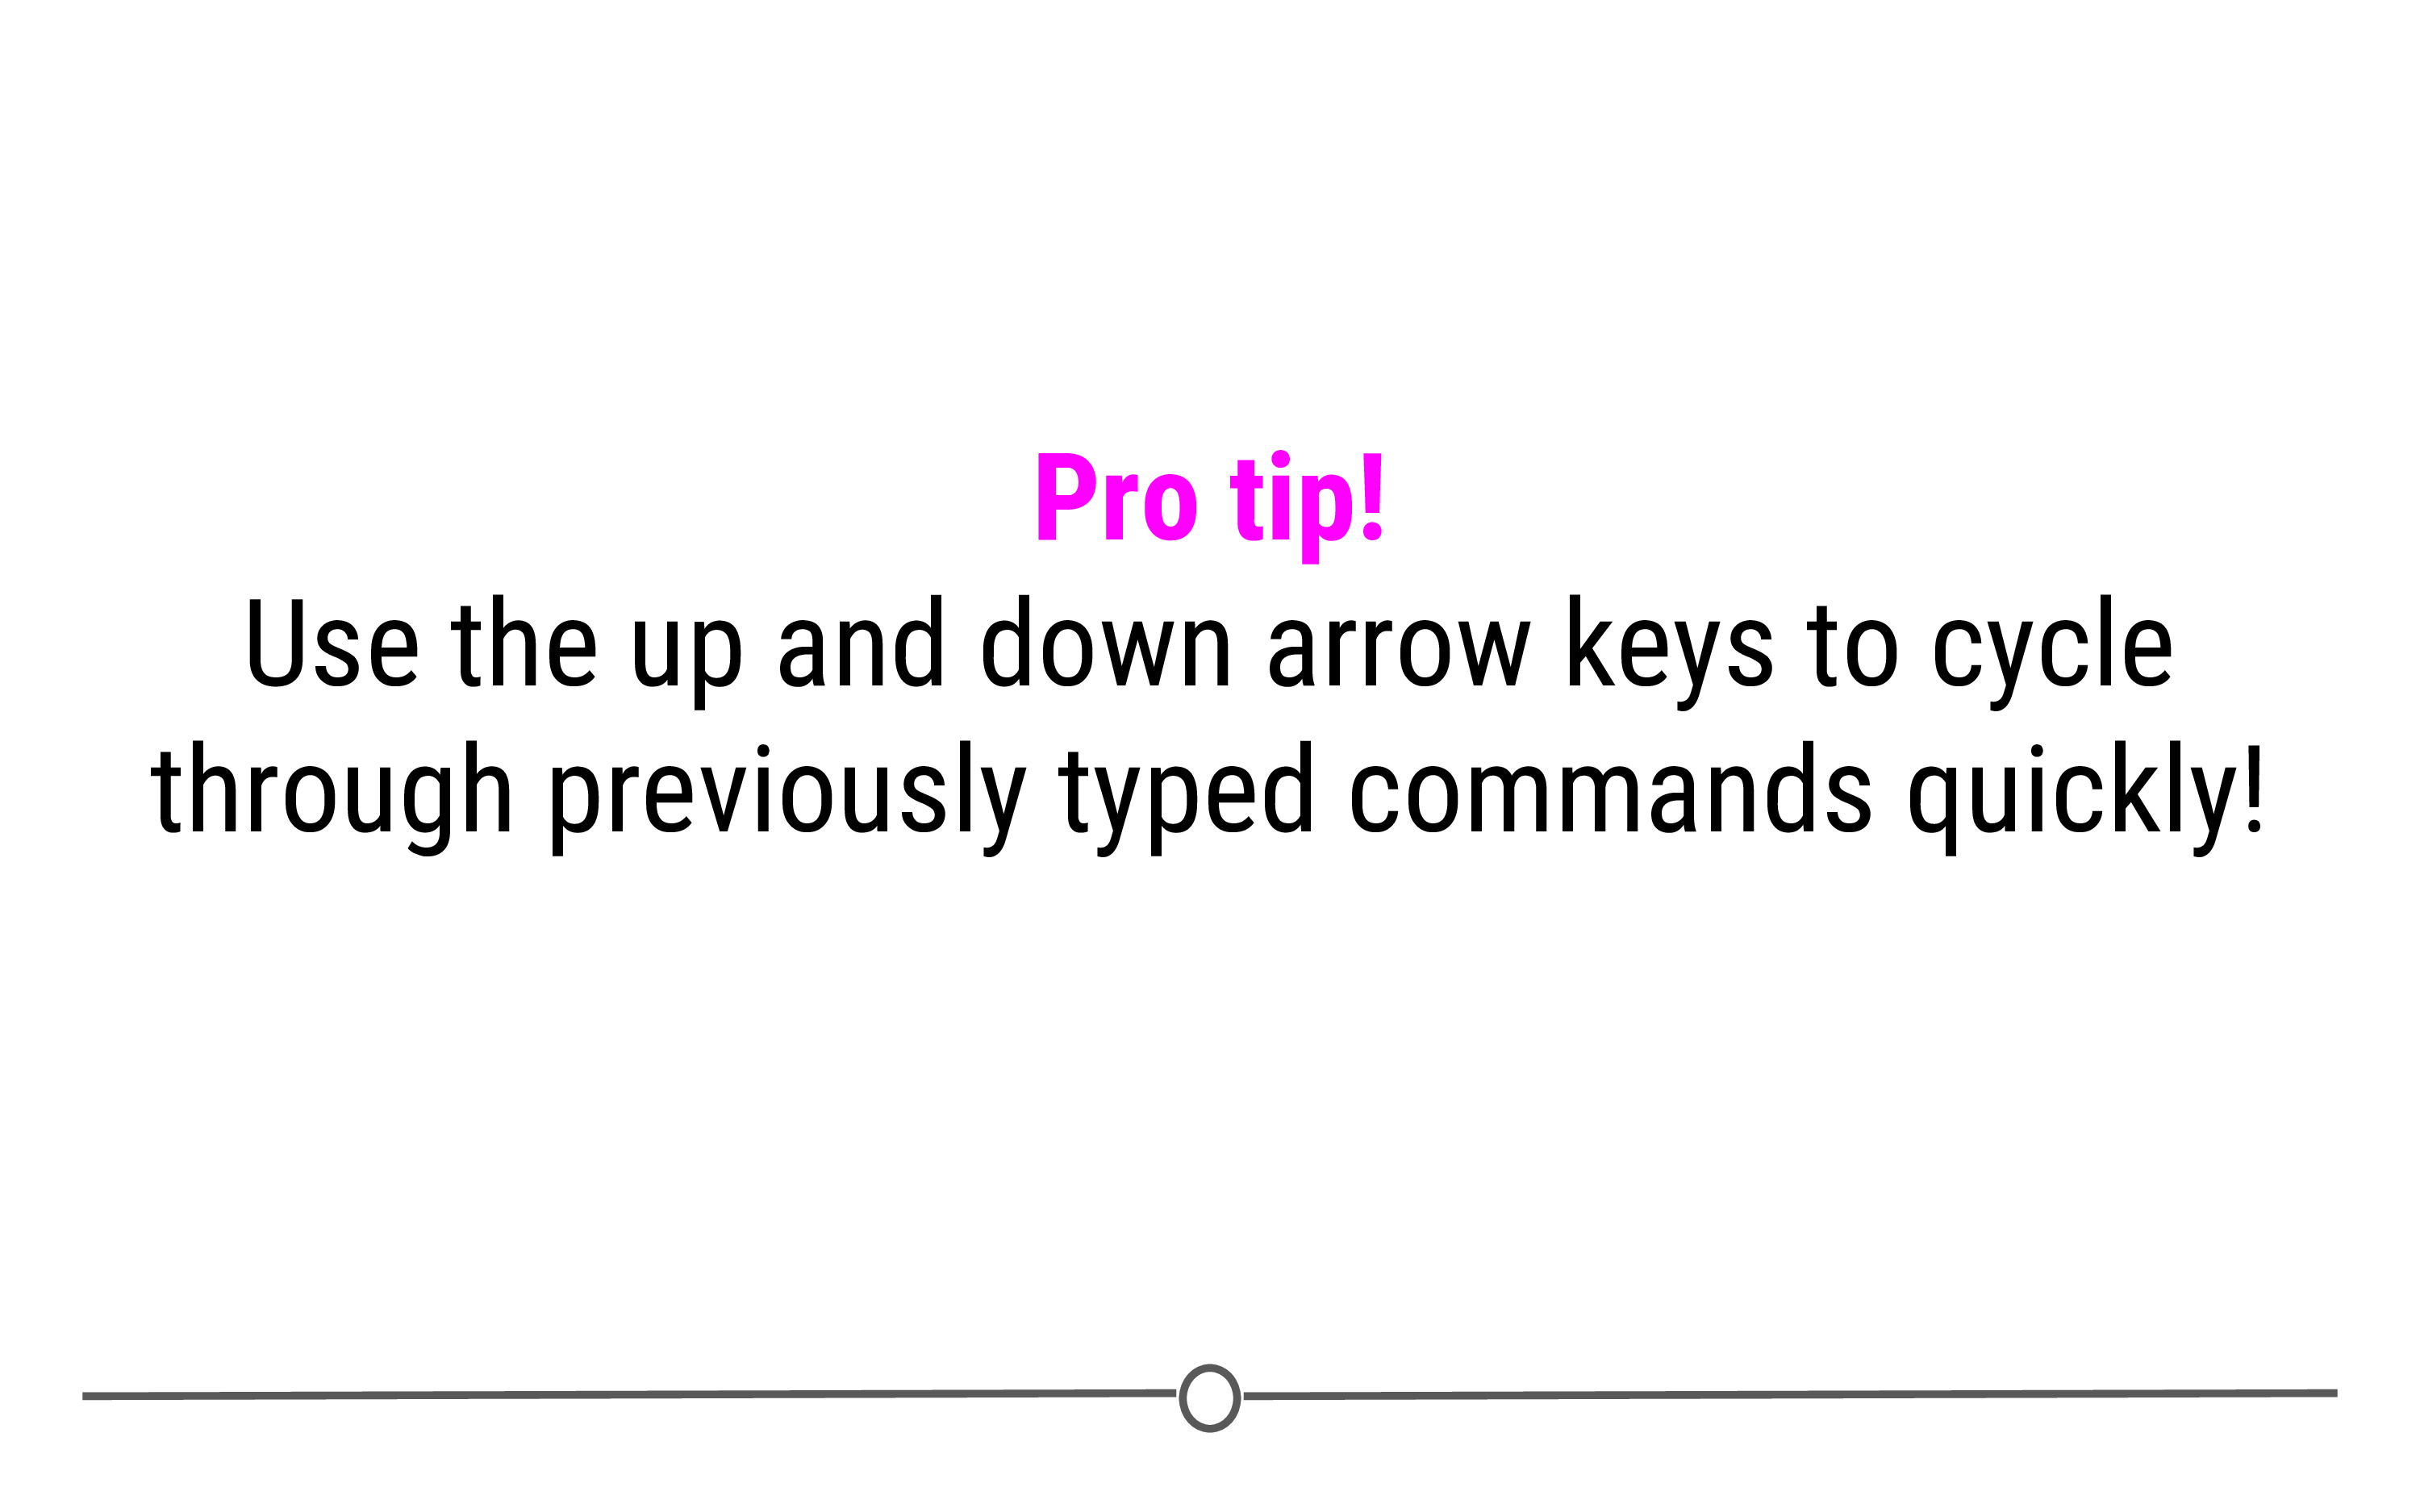 Pro tip!
Use the up and down arrow keys to cycle
through previously typed commands quickly!